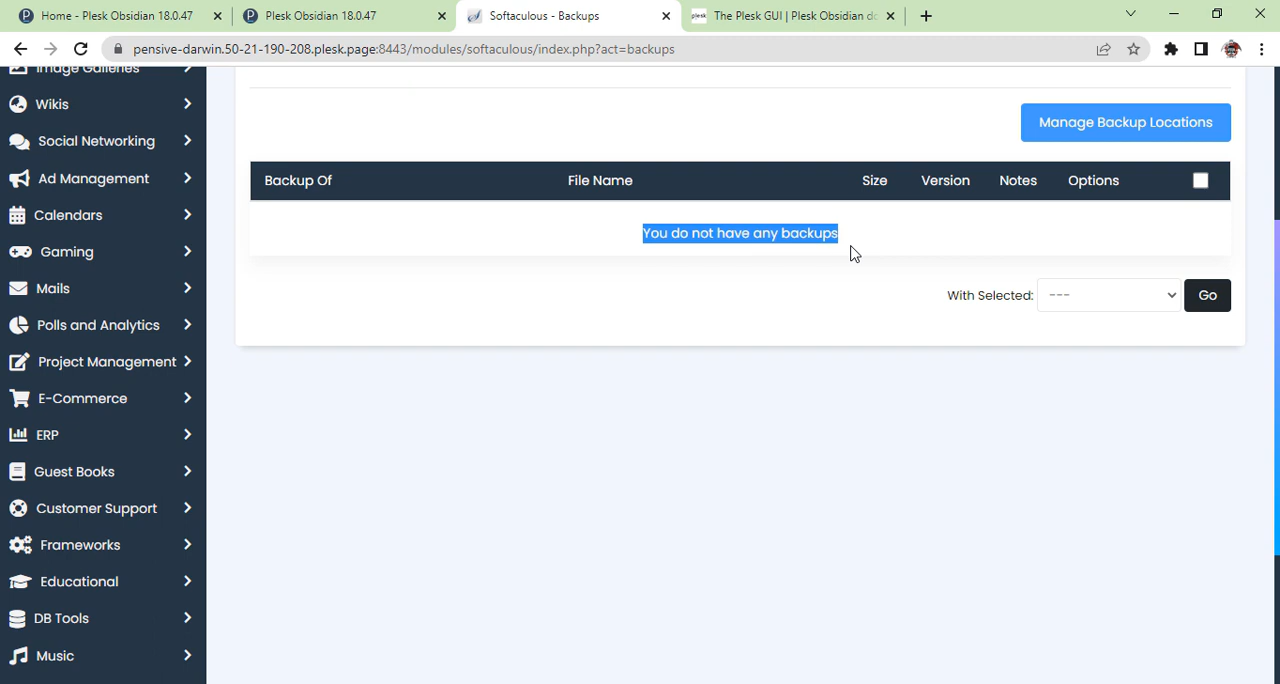 Home - Plesk Obsidian 18.0.47
Plesk Obsidian 18.0.47
Softaculous - Backups
The Plesk GUI | Plesk Obsidian do
pensive-darwin.50-21-190-208.plesk.page:8443/modules/softaculous/index.php?act=backups
Image Galleries
Wikis
Social Networking
Ad Management
Calendars
Gaming
Mails
Polls and Analytics
Project Management
E-Commerce
ERP
Guest Books
Customer Support
Frameworks
Educational
DB Tools
Music
Manage Backup Locations
Backup Of File Name Size Version Notes Options
You do not have any backups
With Selected: --- Go